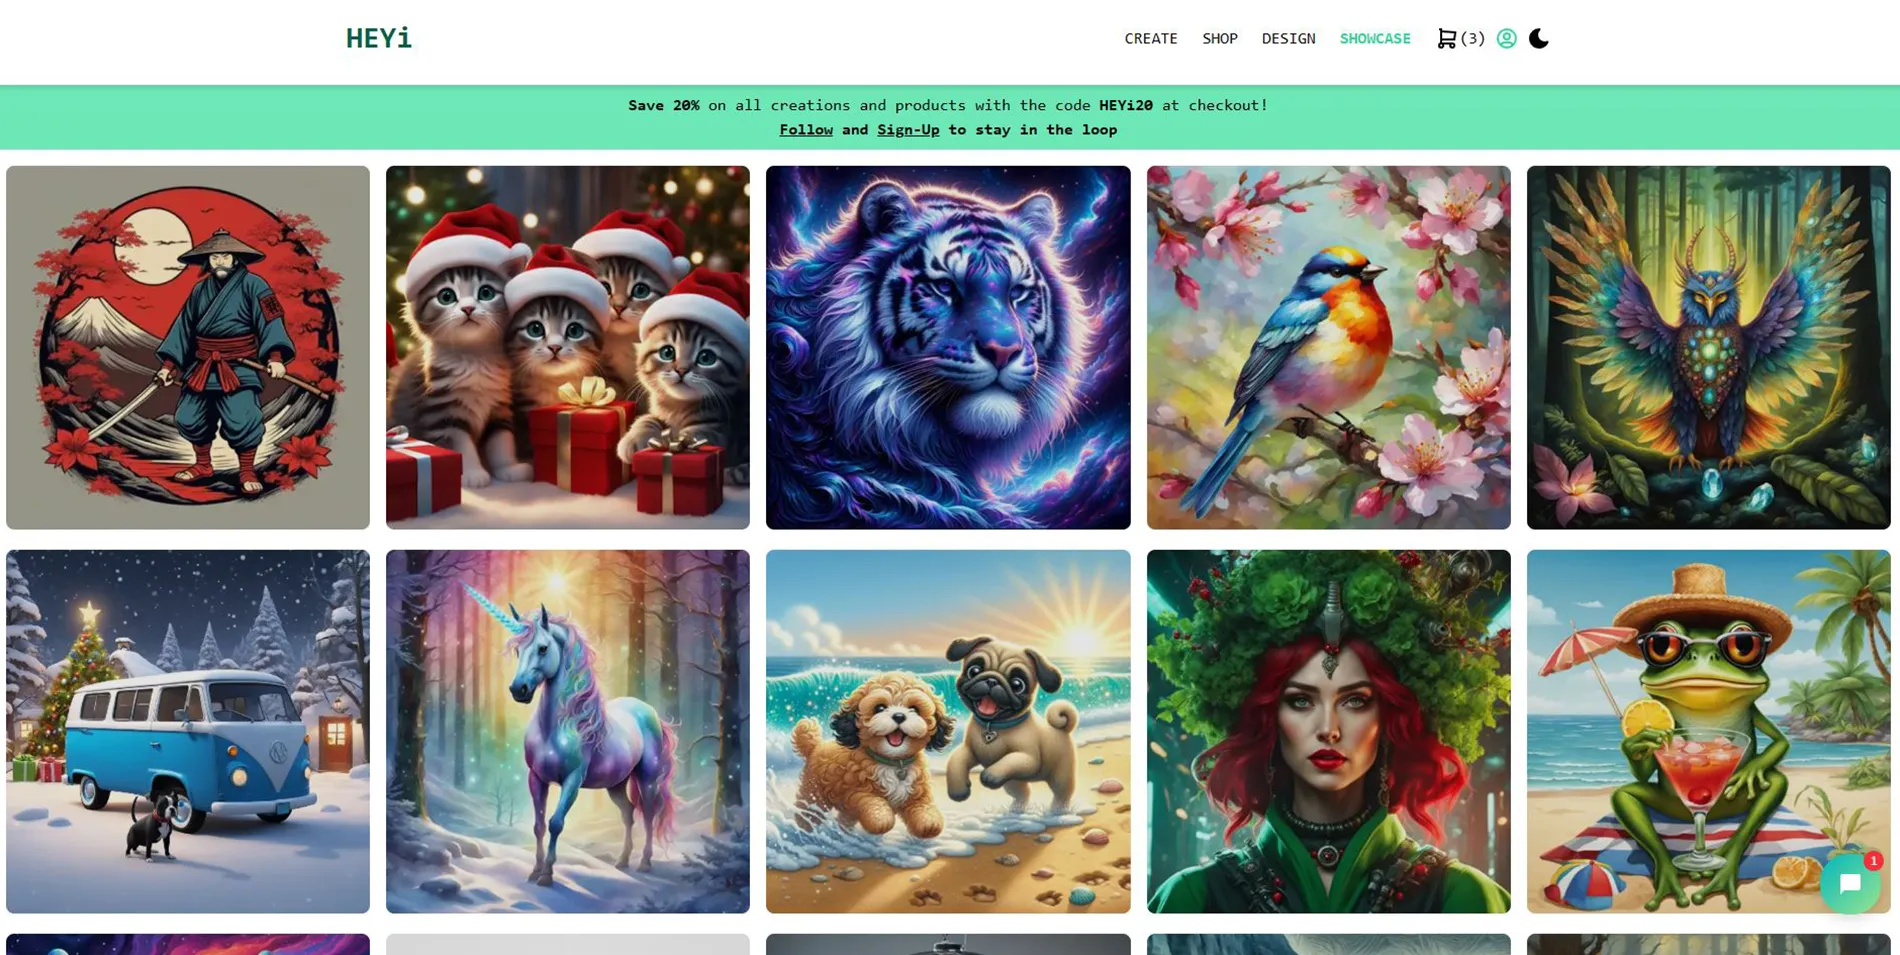 HEYi
CREATE SHOP DESIGN SHOWCASE (3)
Save 20% on all creations and products with the code HEYi20 at checkout!
Follow and Sign-Up to stay in the loop
1